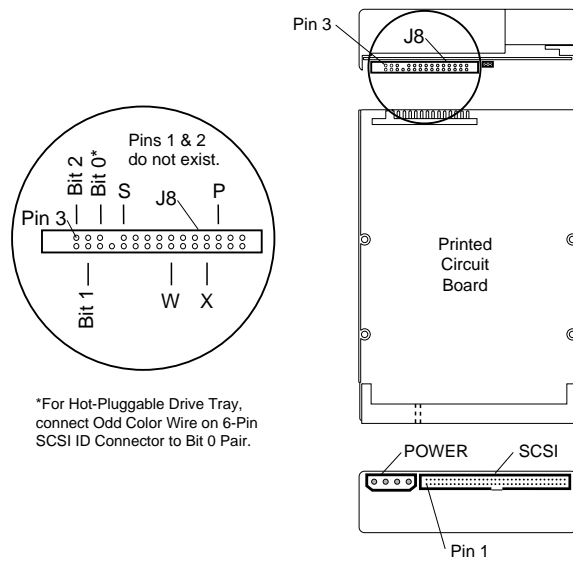 Pin 3
J8
Pins 1 & 2
do not exist.
Bit 2
Bit 0*
S
J8
P
Pin 3
Bit 1
W
X
Printed
Circuit
Board
*For Hot-Pluggable Drive Tray,
connect Odd Color Wire on 6-Pin
SCSI ID Connector to Bit 0 Pair.
POWER
SCSI
Pin 1